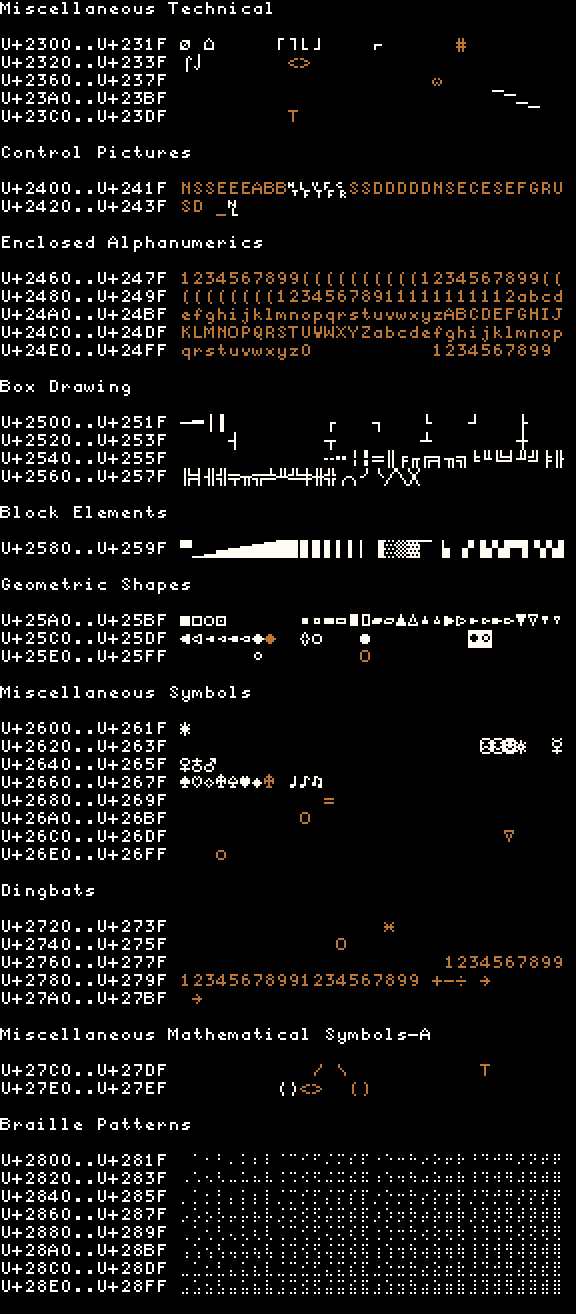 Miscellaneous Technical
U+2300..U+231F ⌀ ⌂ ⌈⌉⌊⌋ ⌐ #
U+2320..U+233F ⌠⌡ <>
U+2360..U+237F ω
U+23A0..U+23BF
U+23C0..U+23DF T
Control Pictures
U+2400..U+241F NSSEEEABB␉␊␋␌␍SSDDDDDNSECESEFGRU
U+2420..U+243F SD _␤
Enclosed Alphanumerics
U+2460..U+247F 12345678999((((((((((12345678999((
U+2480..U+249F ((((((((12345678911111111112abcd
U+24A0..U+24BF efghijklmnopqrstuvwxyzABCDEFGHIJ
U+24C0..U+24DF KLMNOPQRSTUVWXYZabcdefghijklmnop
U+24E0..U+24FF qrstuvwxyz0 1234567899
Box Drawing
U+2500..U+251F
U+2520..U+253F
U+2540..U+255F
U+2560..U+257F
Block Elements
U+2580..U+259F
Geometric Shapes
U+25A0..U+25BF
U+25C0..U+25DF
U+25E0..U+25FF
Miscellaneous Symbols
U+2600..U+261F
U+2620..U+263F
U+2640..U+265F
U+2660..U+267F
U+2680..U+269F =
U+26A0..U+26BF O
U+26C0..U+26DF ▽
U+26E0..U+26FF o
Dingbats
U+2720..U+273F
U+2740..U+275F O
U+2760..U+277F 1234567899
U+2780..U+279F 12345678991234567899 +−÷ →
U+27A0..U+27BF →
Miscellaneous Mathematical Symbols-A
U+27C0..U+27DF / \ T
U+27E0..U+27EF ()<> ()
Braille Patterns
U+2800..U+281F
U+2820..U+283F
U+2840..U+285F
U+2860..U+287F
U+2880..U+289F
U+28A0..U+28BF
U+28C0..U+28DF
U+28E0..U+28FF